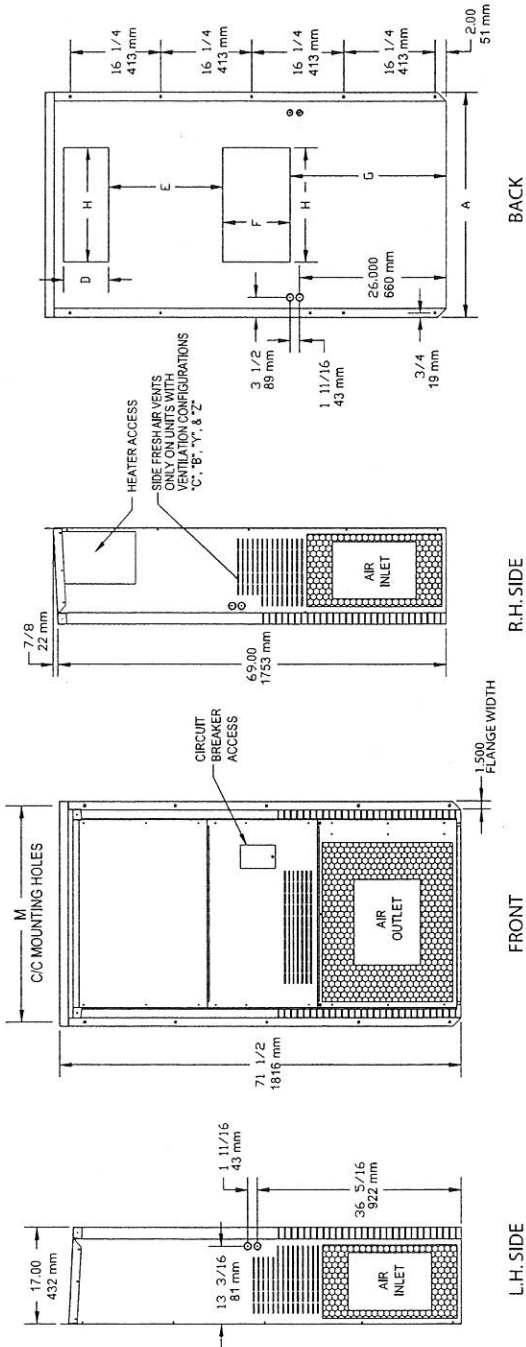 17.00
432 mm
13 3/16
81 mm
1 11/16
43 mm
36 5/16
922 mm
AIR
INLET
L.H. SIDE
M
C/C MOUNTING HOLES
71 1/2
1816 mm
CIRCUIT
BREAKER
ACCESS
AIR
OUTLET
1.500
FLANGE WIDTH
FRONT
7/8
22 mm
69.00
1753 mm
HEATER ACCESS
SIDE FRESH AIR VENTS
ONLY ON UNITS WITH
VENTILATION CONFIGURATIONS
"C", "B", "Y", & "Z"
AIR
INLET
R.H. SIDE
D
H
E
F
H
G
3 1/2
89 mm
1 11/16
43 mm
26.000
660 mm
3/4
19 mm
A
16 1/4
413 mm
16 1/4
413 mm
16 1/4
413 mm
16 1/4
413 mm
2.00
51 mm
BACK